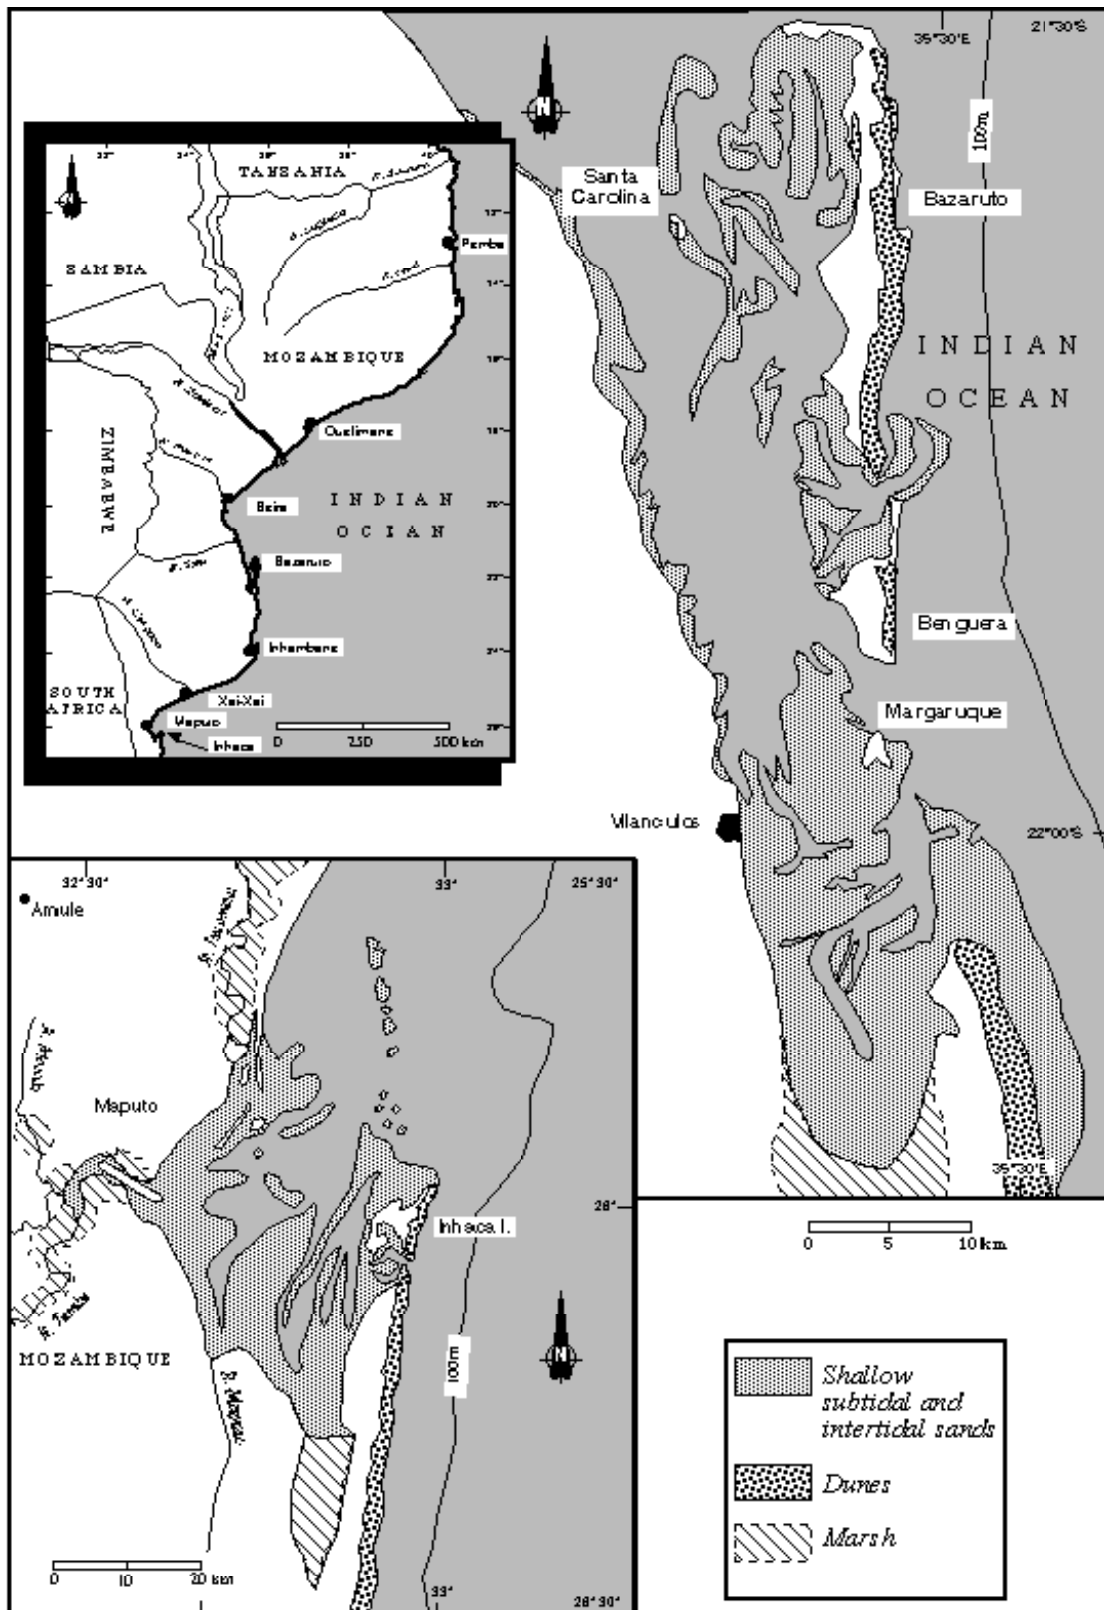 35°30'E
21°30'S
N
100m
Santa
Carolina
Bazaruto
INDIAN
OCEAN
Benguera
Margaruque
Vilanculos
22°00'S
35°30'E
0 5 10 km
TANZANIA
ZAMBIA
Pemba
MOZAMBIQUE
ZIMBABWE
Quelimane
Beira
INDIAN
OCIAN
Bazaruto
Inhambane
Xai-Xai
SOUTH
AFRICA
Maputo
Inhaca
0 250 500 km
32°30'
33°
25°30'
Maputo
Inhaca I.
26°
N
100m
MOZAMBIQUE
0 10 20 km
33°
26°30'
Shallow
subtidal and
intertidal sands
Dunes
Marsh